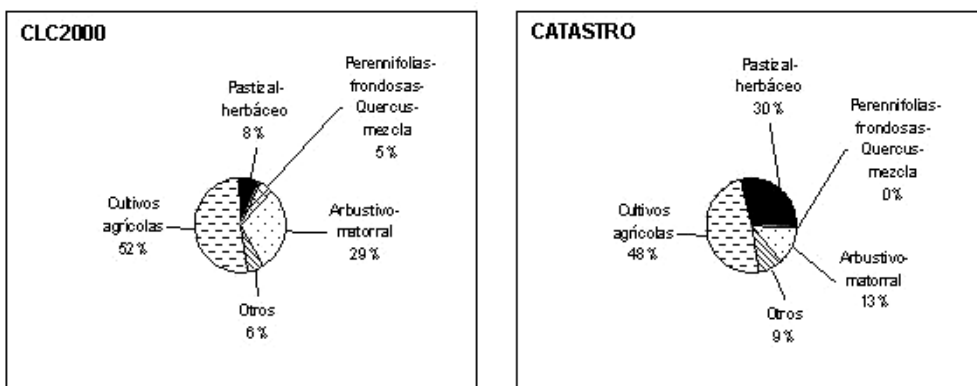 CLC2000
Pastizal-
herbáceo
8%
Perennifolias-
frondosas-
Quercus-
mezcla
5%
Cultivos
agrícolas
52%
Arbustivo-
matorral
29%
Otros
6%
CATASTRO
Pastizal-
herbáceo
30%
Perennifolias-
frondosas-
Quercus-
mezcla
0%
Cultivos
agrícolas
48%
Arbustivo-
matorral
13%
Otros
9%